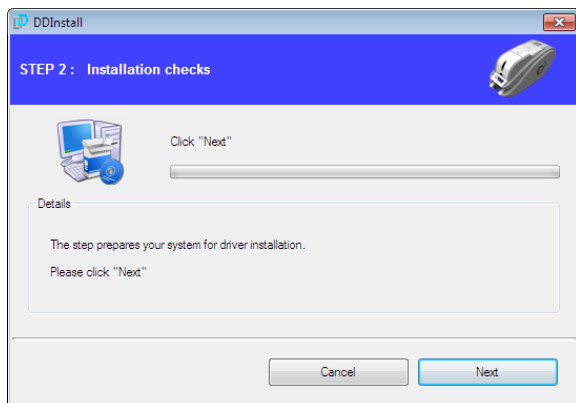 DDInstall
STEP 2 : Installation checks
Click "Next"
Details
The step prepares your system for driver installation.
Please click "Next"
Cancel
Next